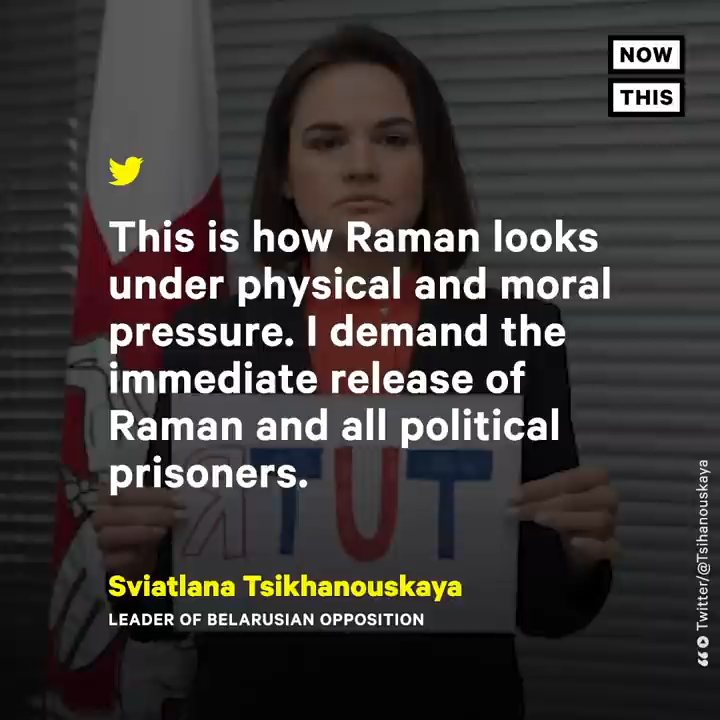 NOW
THIS
This is how Raman looks
under physical and moral
pressure. I demand the
immediate release of
Raman and all political
prisoners.
ЯTUT
Sviatlana Tsikhanouskaya
LEADER OF BELARUSIAN OPPOSITION
Twitter/@Tsihanouskaya